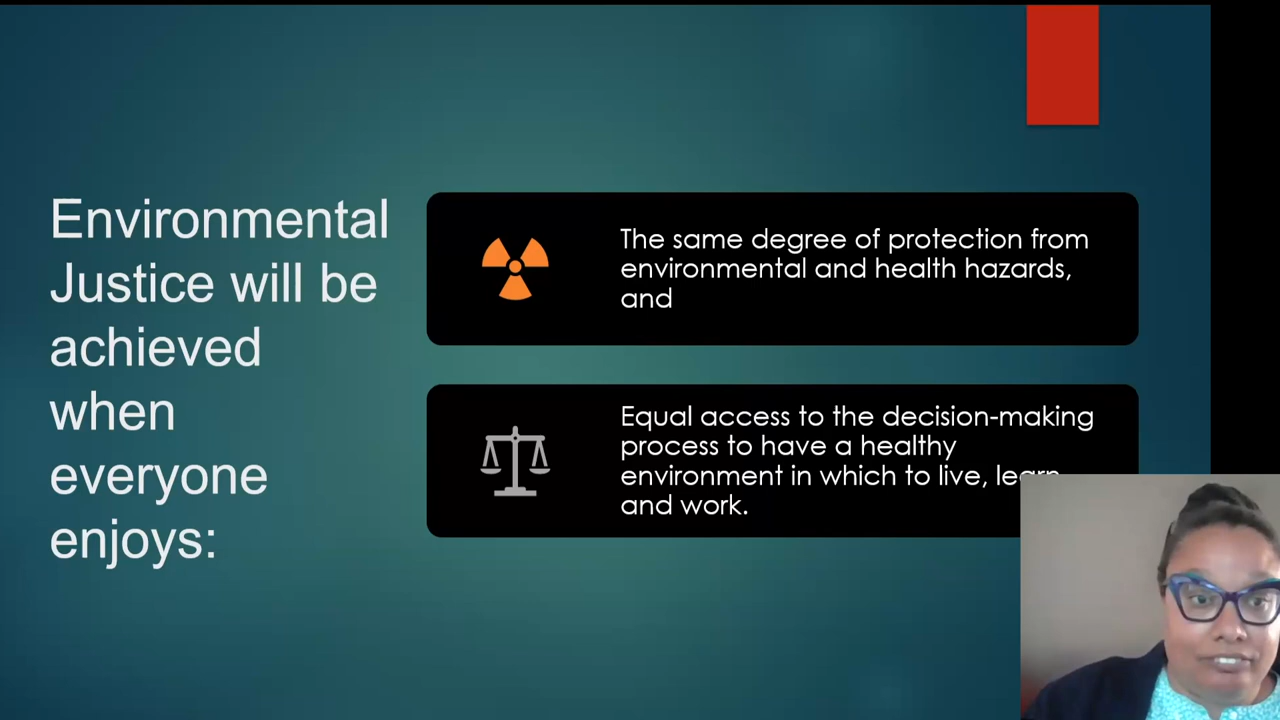 Environmental
Justice will be
achieved
when
everyone
enjoys:
The same degree of protection from
environmental and health hazards,
and
Equal access to the decision-making
process to have a healthy
environment in which to live, learn
and work.